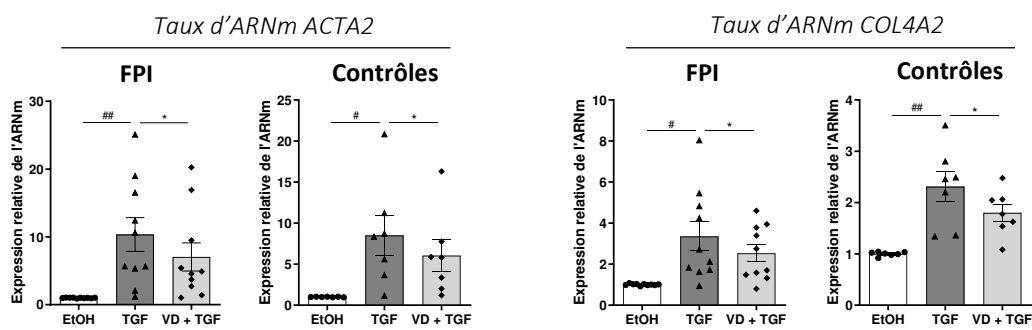 Taux d'ARNm ACTA2
Taux d'ARNm COL4A2
FPI
Contrôles
FPI
Contrôles
Expression relative de l'ARNm
30
20
10
0
##
*
EtOH
TGF
VD + TGF
Expression relative de l'ARNm
25
20
15
10
5
0
#
*
EtOH
TGF
VD + TGF
Expression relative de l'ARNm
10
8
6
4
2
0
#
*
EtOH
TGF
VD + TGF
Expression relative de l'ARNm
4
3
2
1
0
##
*
EtOH
TGF
VD + TGF